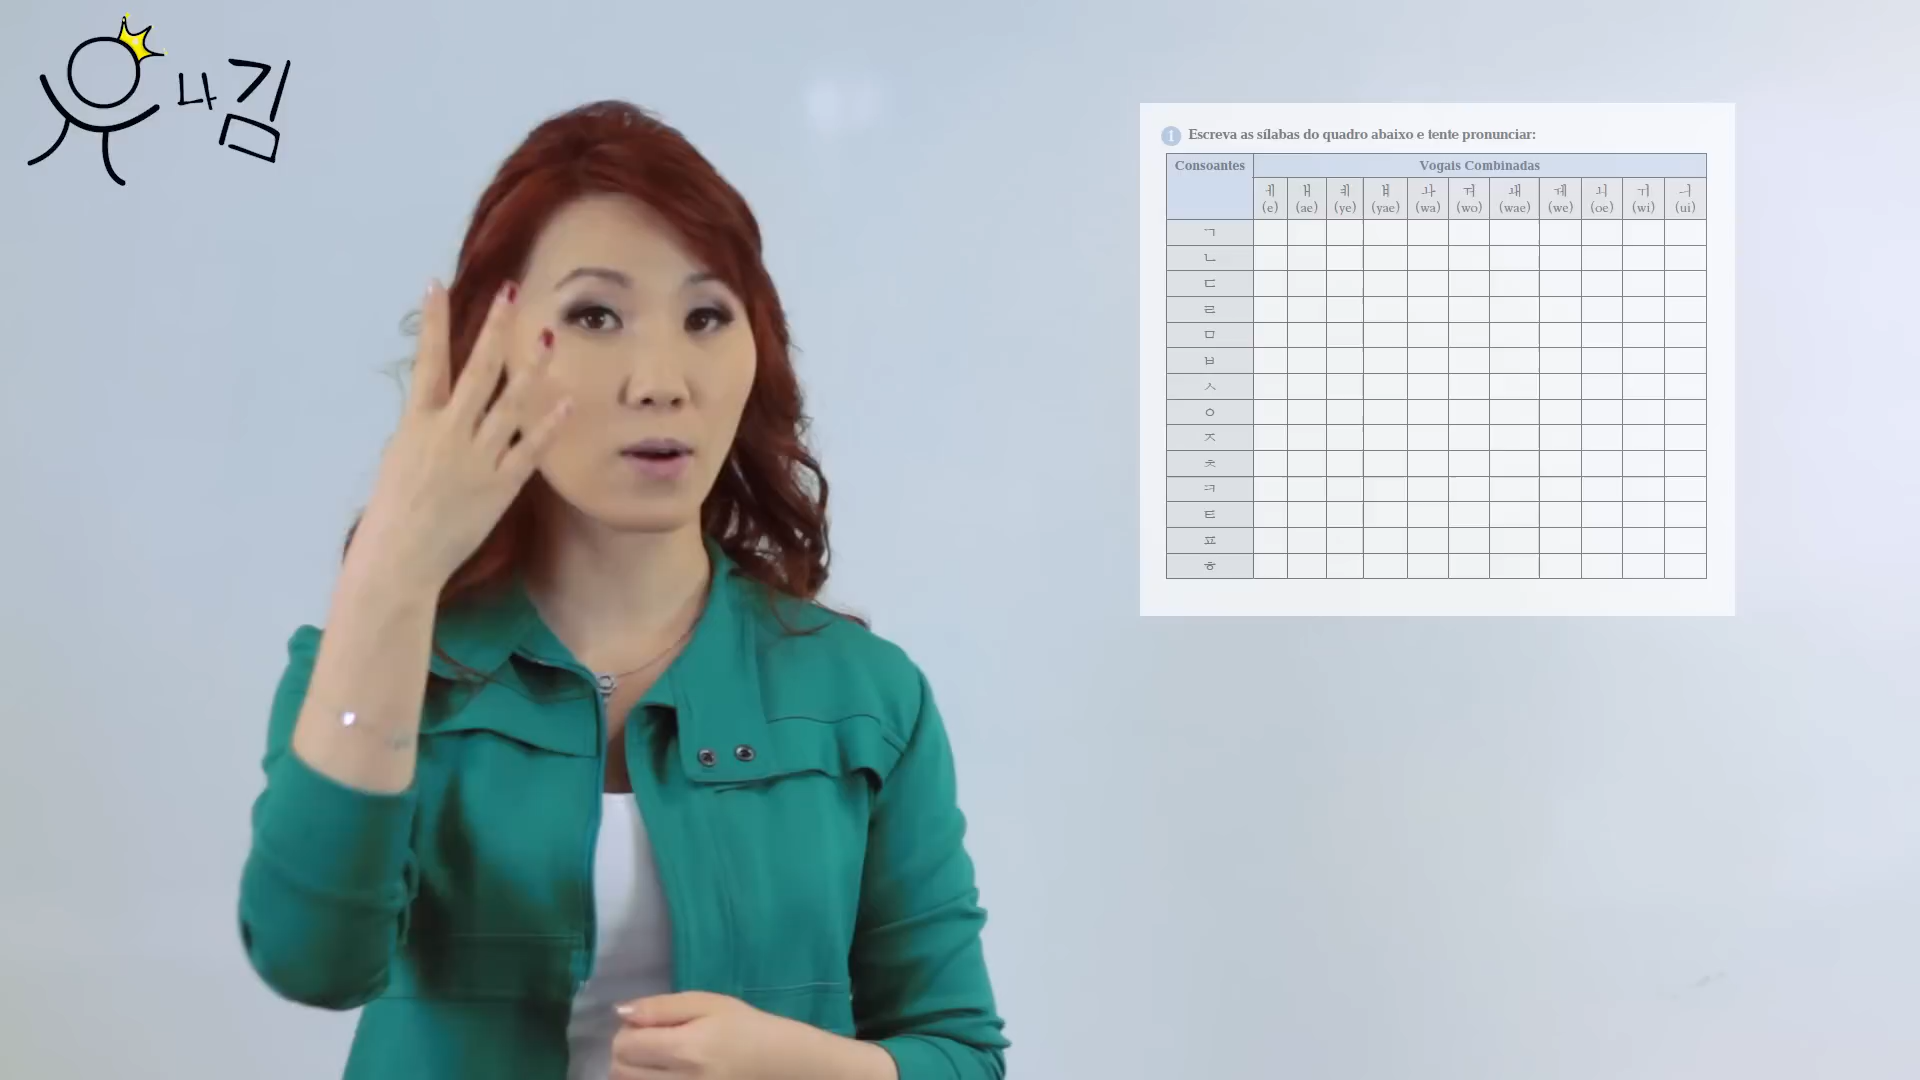 윳나김
1 Escreva as sílabas do quadro abaixo e tente pronunciar:
Consoantes Vogais Combinadas
ㅔ ㅐ ㅖ ㅒ ㅘ ㅝ ㅙ ㅞ ㅚ ㅟ ㅢ
(e) (ae) (ye) (yae) (wa) (wo) (wae) (we) (oe) (wi) (ui)
ㄱ
ㄴ
ㄷ
ㄹ
ㅁ
ㅂ
ㅅ
ㅇ
ㅈ
ㅊ
ㅋ
ㅌ
ㅍ
ㅎ